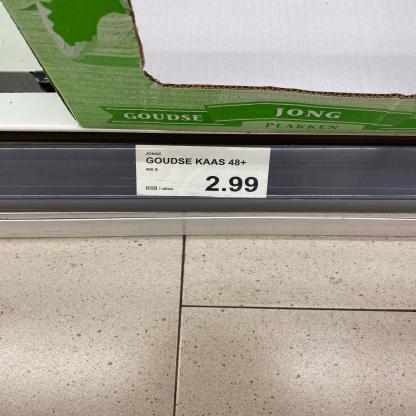 GOUDSE JONG
PLAKKEN
JONGE
GOUDSE KAAS 48+
400 G
2.99